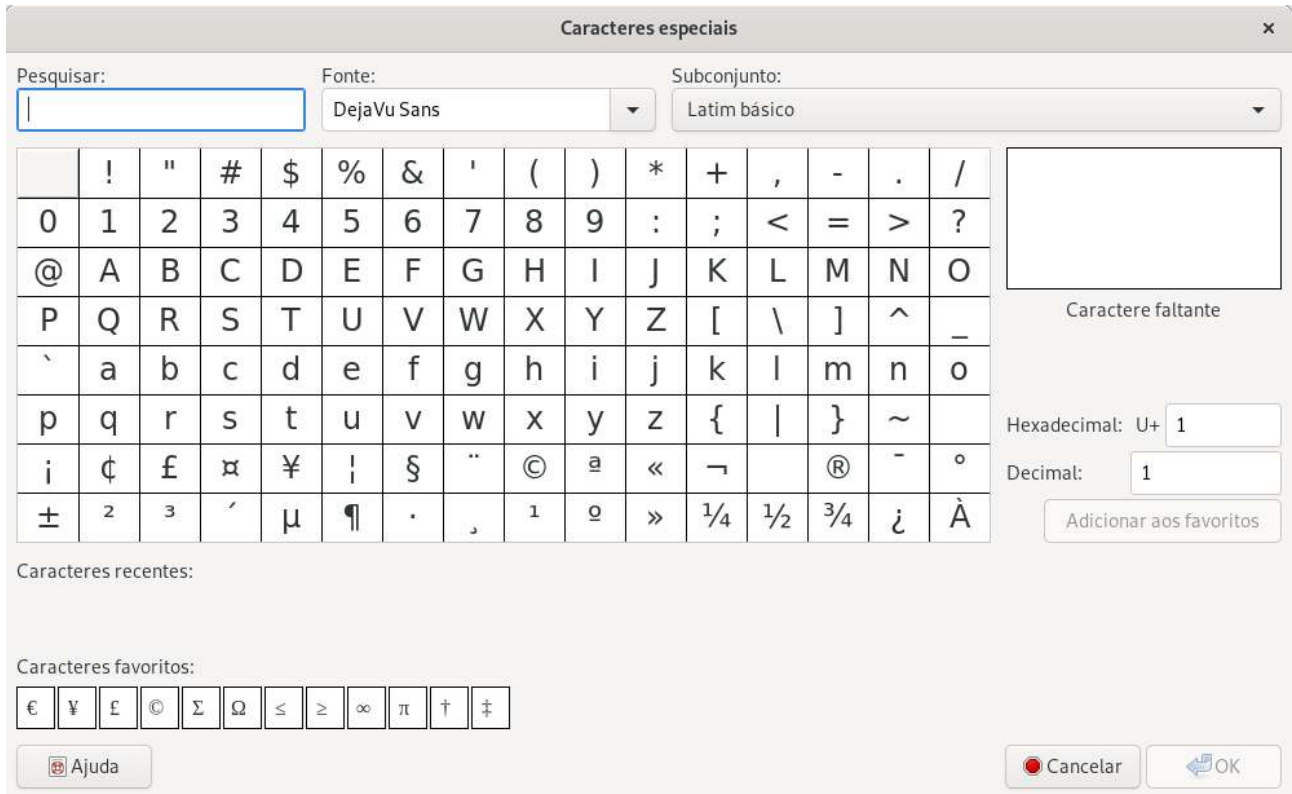 Caracteres especiais ×
Pesquisar: Fonte: Subconjunto:
DejaVu Sans Latim básico
! " # $ % & ' ( ) * + , - . /
0 1 2 3 4 5 6 7 8 9 : ; < = > ?
@ A B C D E F G H I J K L M N O
P Q R S T U V W X Y Z [ \ ] ^ _
` a b c d e f g h i j k l m n o
p q r s t u v w x y z { | } ~
¡ ¢ £ ¤ ¥ ¦ § ¨ © ª « ¬ ® ¯ °
± ² ³ ´ µ ¶ · ¸ ¹ º » ¼ ½ ¾ ¿ À
Caractere faltante
Hexadecimal: U+ 1
Decimal: 1
Adicionar aos favoritos
Caracteres recentes:
Caracteres favoritos:
€ ¥ £ © Σ Ω ≤ ≥ ∞ π † ‡
Ajuda Cancelar OK